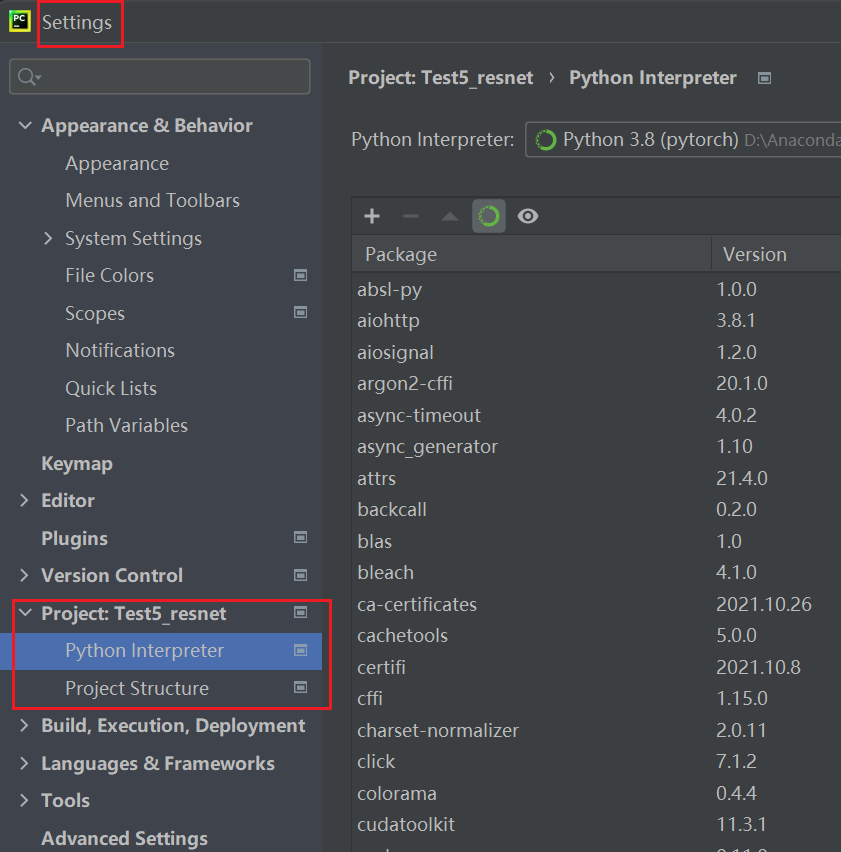 PC
Settings
Appearance & Behavior
Appearance
Menus and Toolbars
System Settings
File Colors
Scopes
Notifications
Quick Lists
Path Variables
Keymap
Editor
Plugins
Version Control
Project: Test5_resnet
Python Interpreter
Project Structure
Build, Execution, Deployment
Languages & Frameworks
Tools
Advanced Settings
Project: Test5_resnet › Python Interpreter
Python Interpreter: Python 3.8 (pytorch) D:\Anaconda
Package Version
absl-py 1.0.0
aiohttp 3.8.1
aiosignal 1.2.0
argon2-cffi 20.1.0
async-timeout 4.0.2
async_generator 1.10
attrs 21.4.0
backcall 0.2.0
blas 1.0
bleach 4.1.0
ca-certificates 2021.10.26
cachetools 5.0.0
certifi 2021.10.8
cffi 1.15.0
charset-normalizer 2.0.11
click 7.1.2
colorama 0.4.4
cudatoolkit 11.3.1